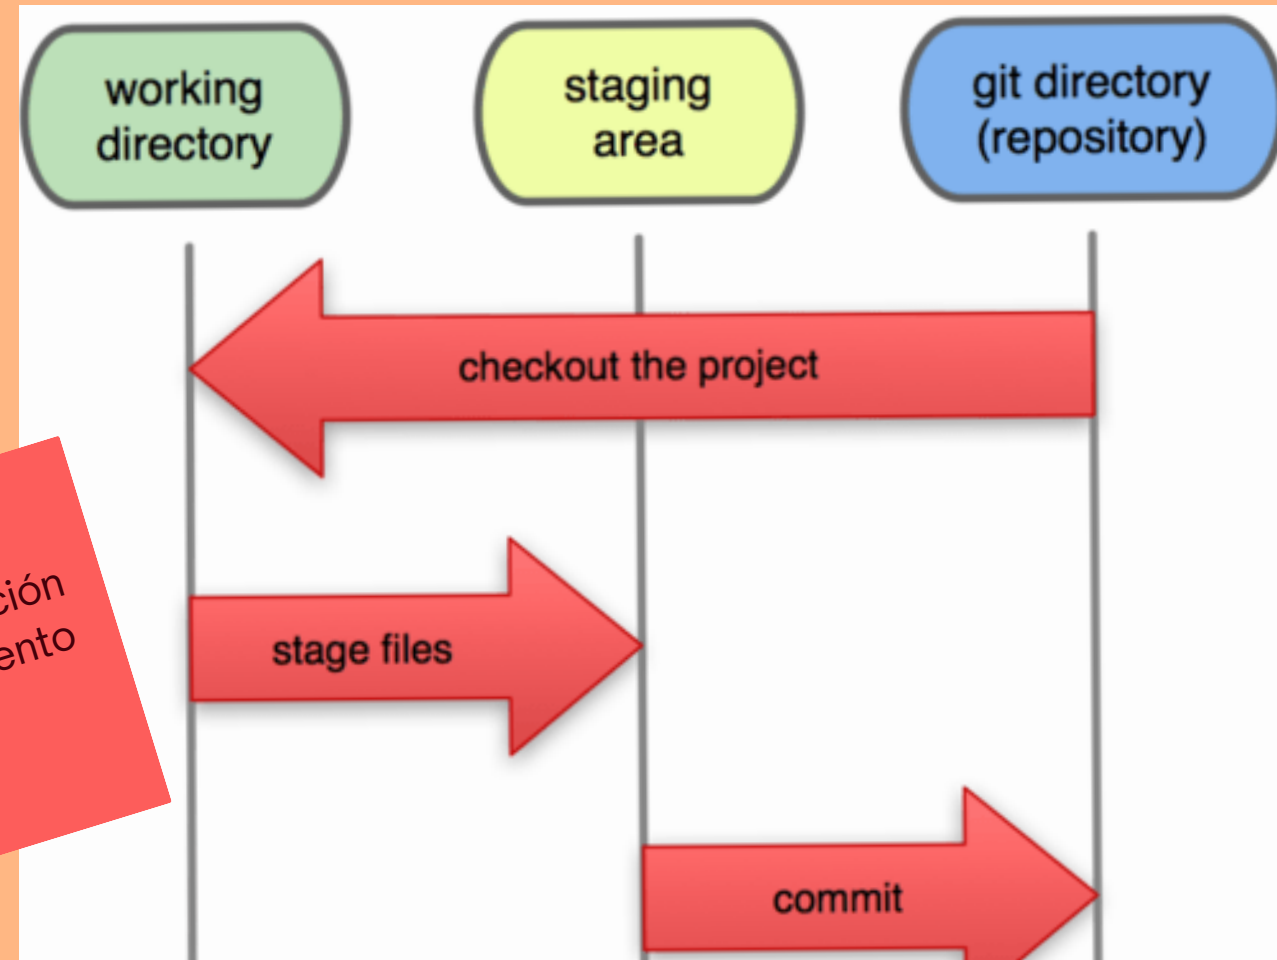 working
directory
staging
area
git directory
(repository)
checkout the project
stage files
commit